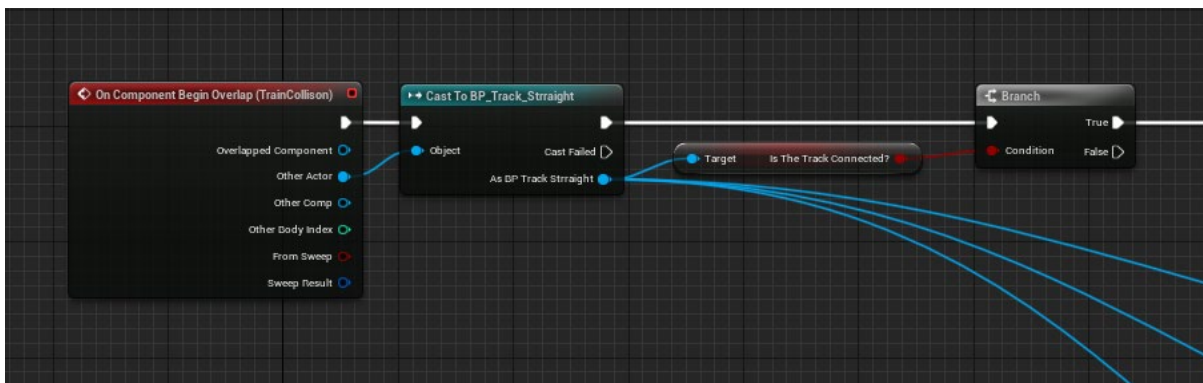 On Component Begin Overlap (TrainCollison)
Overlapped Component
Other Actor
Other Comp
Other Body Index
From Sweep
Sweep Result
Cast To BP_Track_Strraight
Object
Cast Failed
As BP Track Strraight
Target
Is The Track Connected?
Branch
True
Condition
False